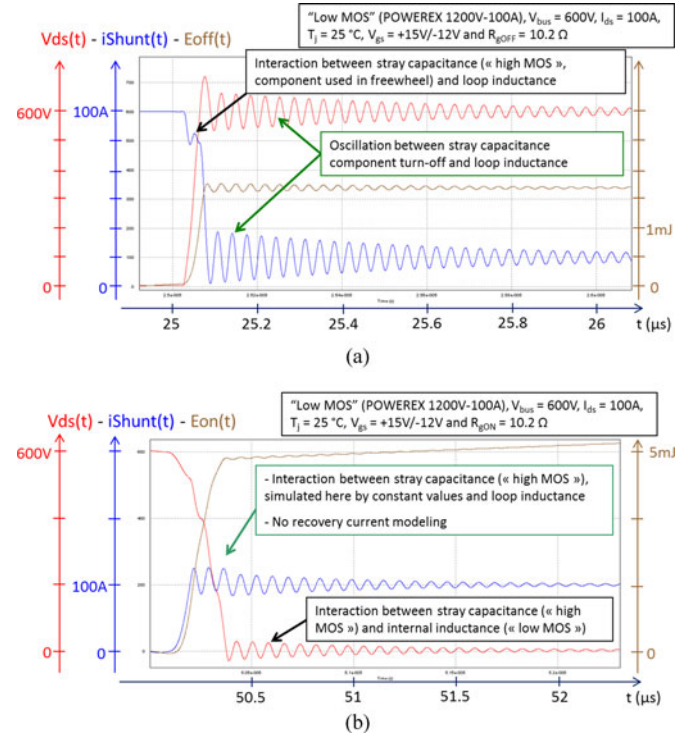 "Low MOS" (POWEREX 1200V-100A), Vbus = 600V, Ids = 100A,
Tj = 25 °C, Vgs = +15V/-12V and RgOFF = 10.2 Ω
Vds(t) - iShunt(t) - Eoff(t)
Interaction between stray capacitance (« high MOS »,
component used in freewheel) and loop inductance
600V
100A
Oscillation between stray capacitance
component turn-off and loop inductance
1mJ
0
0
0
25
25.2
25.4
25.6
25.8
26
t (µs)
(a)
"Low MOS" (POWEREX 1200V-100A), Vbus = 600V, Ids = 100A,
Tj = 25 °C, Vgs = +15V/-12V and RgON = 10.2 Ω
Vds(t) - iShunt(t) - Eon(t)
600V
5mJ
- Interaction between stray capacitance (« high MOS »),
simulated here by constant values and loop inductance
- No recovery current modeling
100A
Interaction between stray capacitance (« high
MOS ») and internal inductance (« low MOS »)
0
0
0
50.5
51
51.5
52
t (µs)
(b)